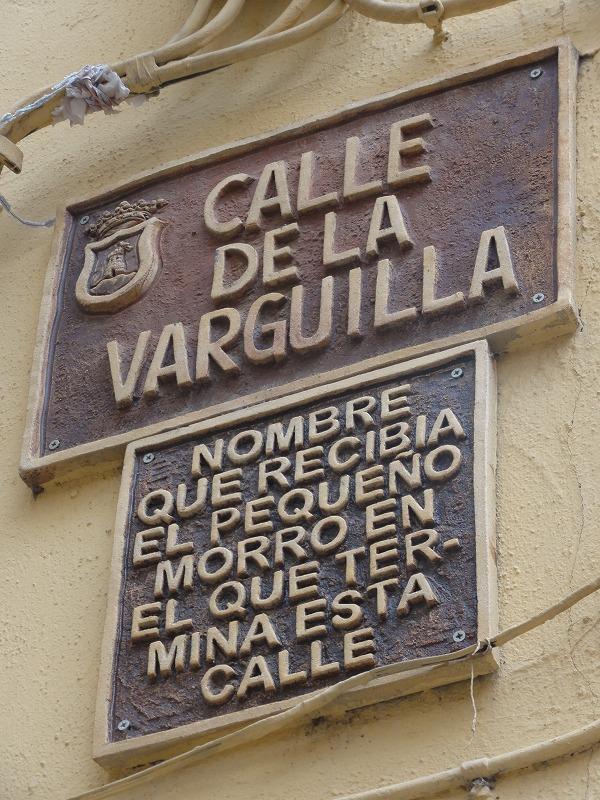 CALLE
DE LA
VARGUILLA
NOMBRE
QUE RECIBIA
EL PEQUEÑO
MORRO EN
EL QUE TER-
MINA ESTA
CALLE